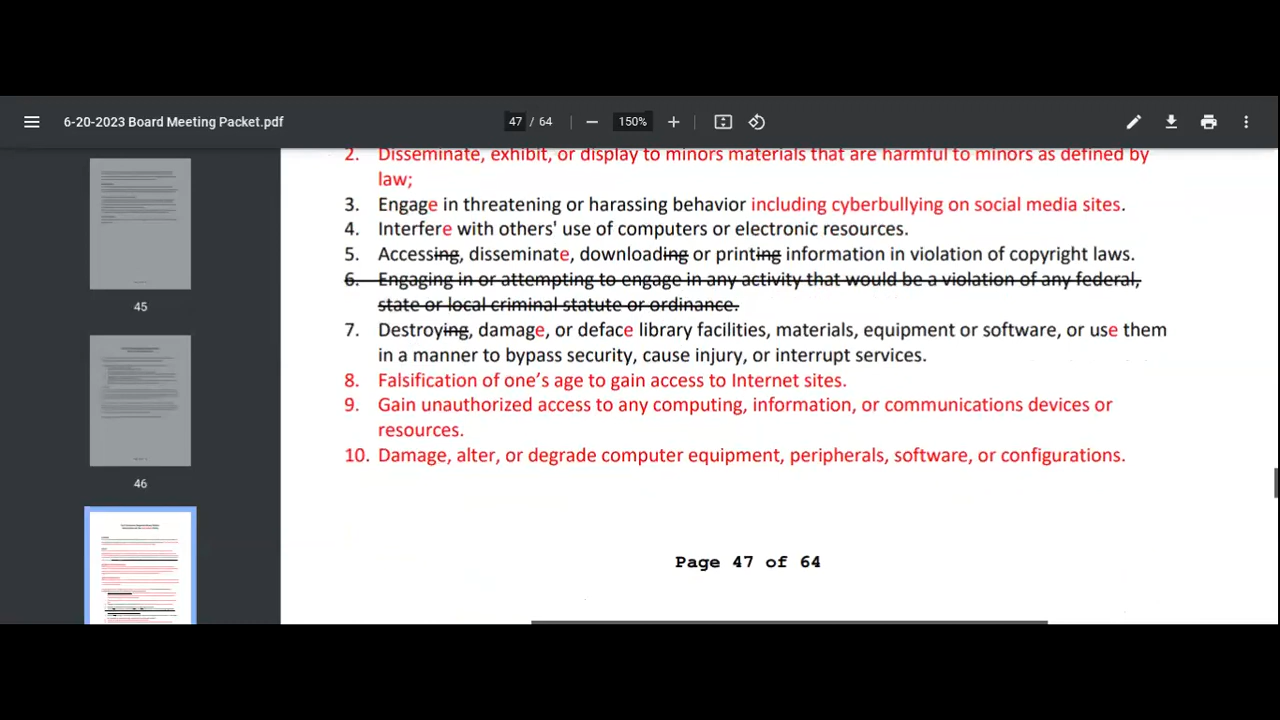 6-20-2023 Board Meeting Packet.pdf
47 / 64
150%
2. Disseminate, exhibit, or display to minors materials that are harmful to minors as defined by
law;
3. Engage in threatening or harassing behavior including cyberbullying on social media sites.
4. Interfere with others' use of computers or electronic resources.
5. Accessing, disseminate, downloading or printing information in violation of copyright laws.
6. Engaging in or attempting to engage in any activity that would be a violation of any federal,
state or local criminal statute or ordinance.
7. Destroying, damage, or deface library facilities, materials, equipment or software, or use them
in a manner to bypass security, cause injury, or interrupt services.
8. Falsification of one’s age to gain access to Internet sites.
9. Gain unauthorized access to any computing, information, or communications devices or
resources.
10. Damage, alter, or degrade computer equipment, peripherals, software, or configurations.
Page 47 of 64
45
46